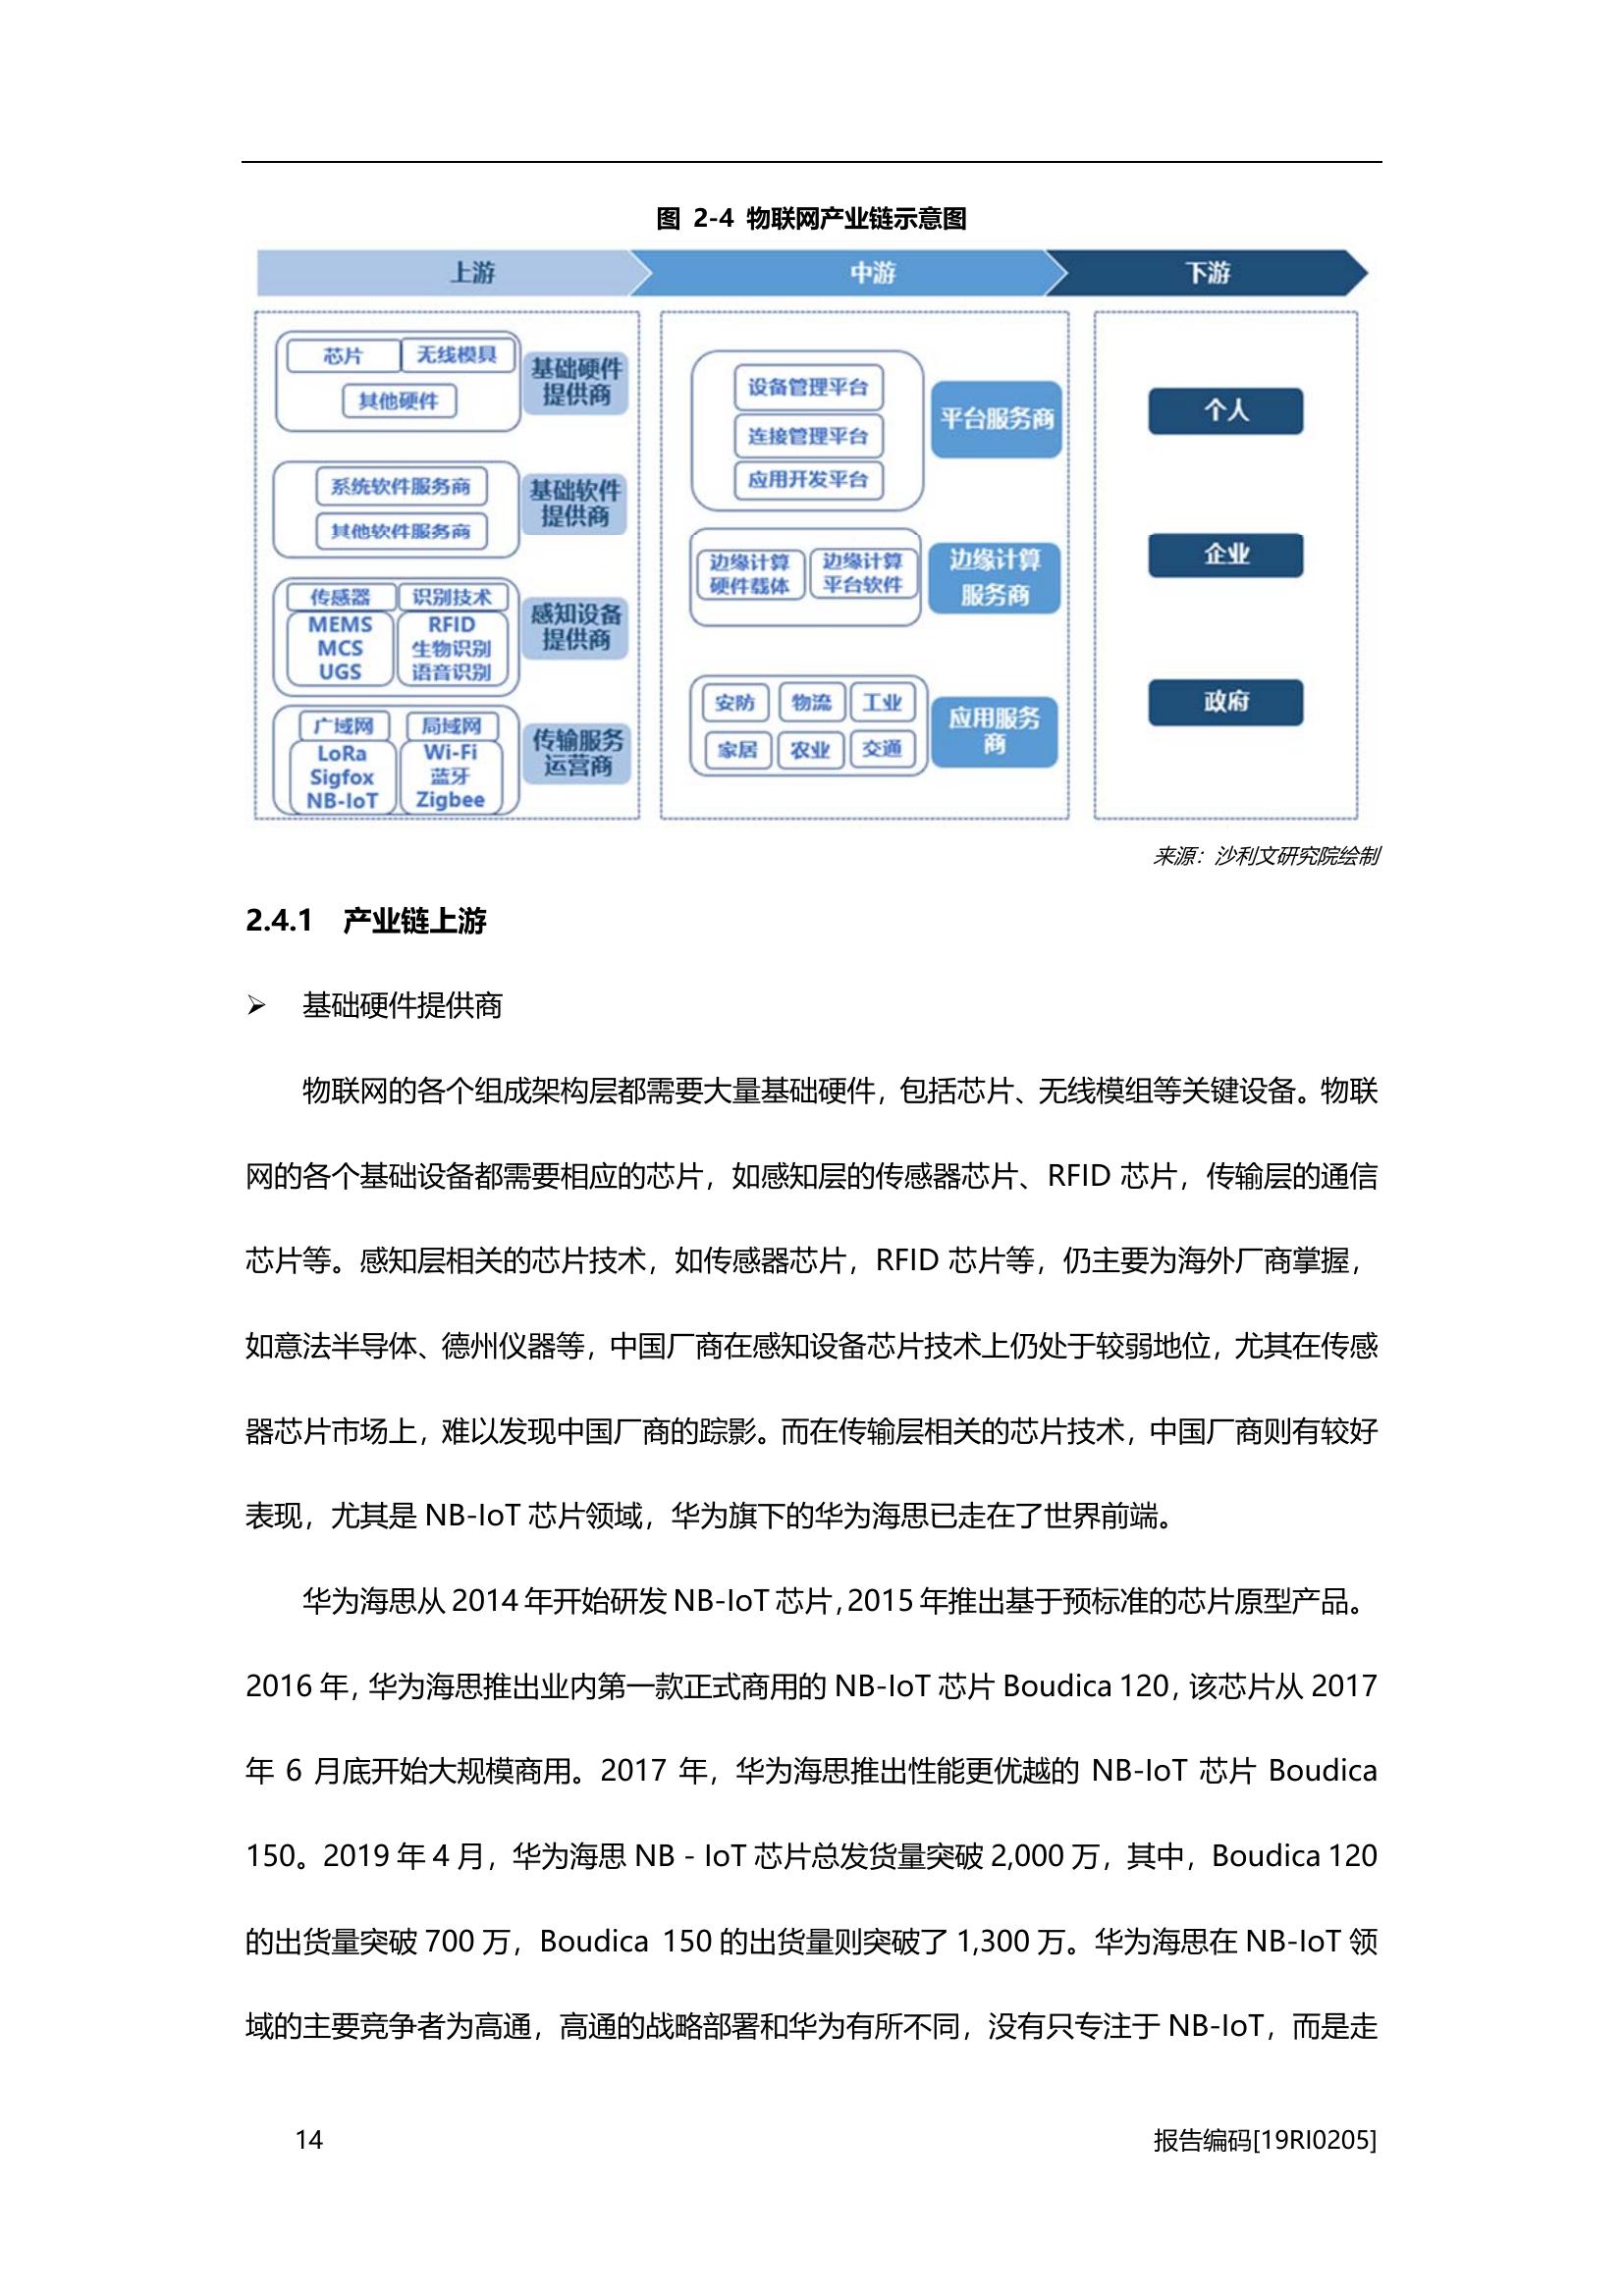 图 2-4 物联网产业链示意图
上游
中游
下游
芯片
无线模具
其他硬件
基础硬件
提供商
系统软件服务商
其他软件服务商
基础软件
提供商
传感器
识别技术
MEMS
MCS
UGS
RFID
生物识别
语音识别
感知设备
提供商
广域网
局域网
LoRa
Sigfox
NB-IoT
Wi-Fi
蓝牙
Zigbee
传输服务
运营商
设备管理平台
连接管理平台
应用开发平台
平台服务商
边缘计算
硬件载体
边缘计算
平台软件
边缘计算
服务商
安防
物流
工业
家居
农业
交通
应用服务
商
个人
企业
政府
来源：沙利文研究院绘制
2.4.1 产业链上游
➢ 基础硬件提供商
物联网的各个组成架构层都需要大量基础硬件，包括芯片、无线模组等关键设备。物联
网的各个基础设备都需要相应的芯片，如感知层的传感器芯片、RFID 芯片，传输层的通信
芯片等。感知层相关的芯片技术，如传感器芯片，RFID 芯片等，仍主要为海外厂商掌握，
如意法半导体、德州仪器等，中国厂商在感知设备芯片技术上仍处于较弱地位，尤其在传感
器芯片市场上，难以发现中国厂商的踪影。而在传输层相关的芯片技术，中国厂商则有较好
表现，尤其是 NB-IoT 芯片领域，华为旗下的华为海思已走在了世界前端。
华为海思从 2014 年开始研发 NB-IoT 芯片，2015 年推出基于预标准的芯片原型产品。
2016 年，华为海思推出业内第一款正式商用的 NB-IoT 芯片 Boudica 120，该芯片从 2017
年 6 月底开始大规模商用。2017 年，华为海思推出性能更优越的 NB-IoT 芯片 Boudica
150。2019 年 4 月，华为海思 NB - IoT 芯片总发货量突破 2,000 万，其中，Boudica 120
的出货量突破 700 万，Boudica 150 的出货量则突破了 1,300 万。华为海思在 NB-IoT 领
域的主要竞争者为高通，高通的战略部署和华为有所不同，没有只专注于 NB-IoT，而是走
14
报告编码[19RI0205]